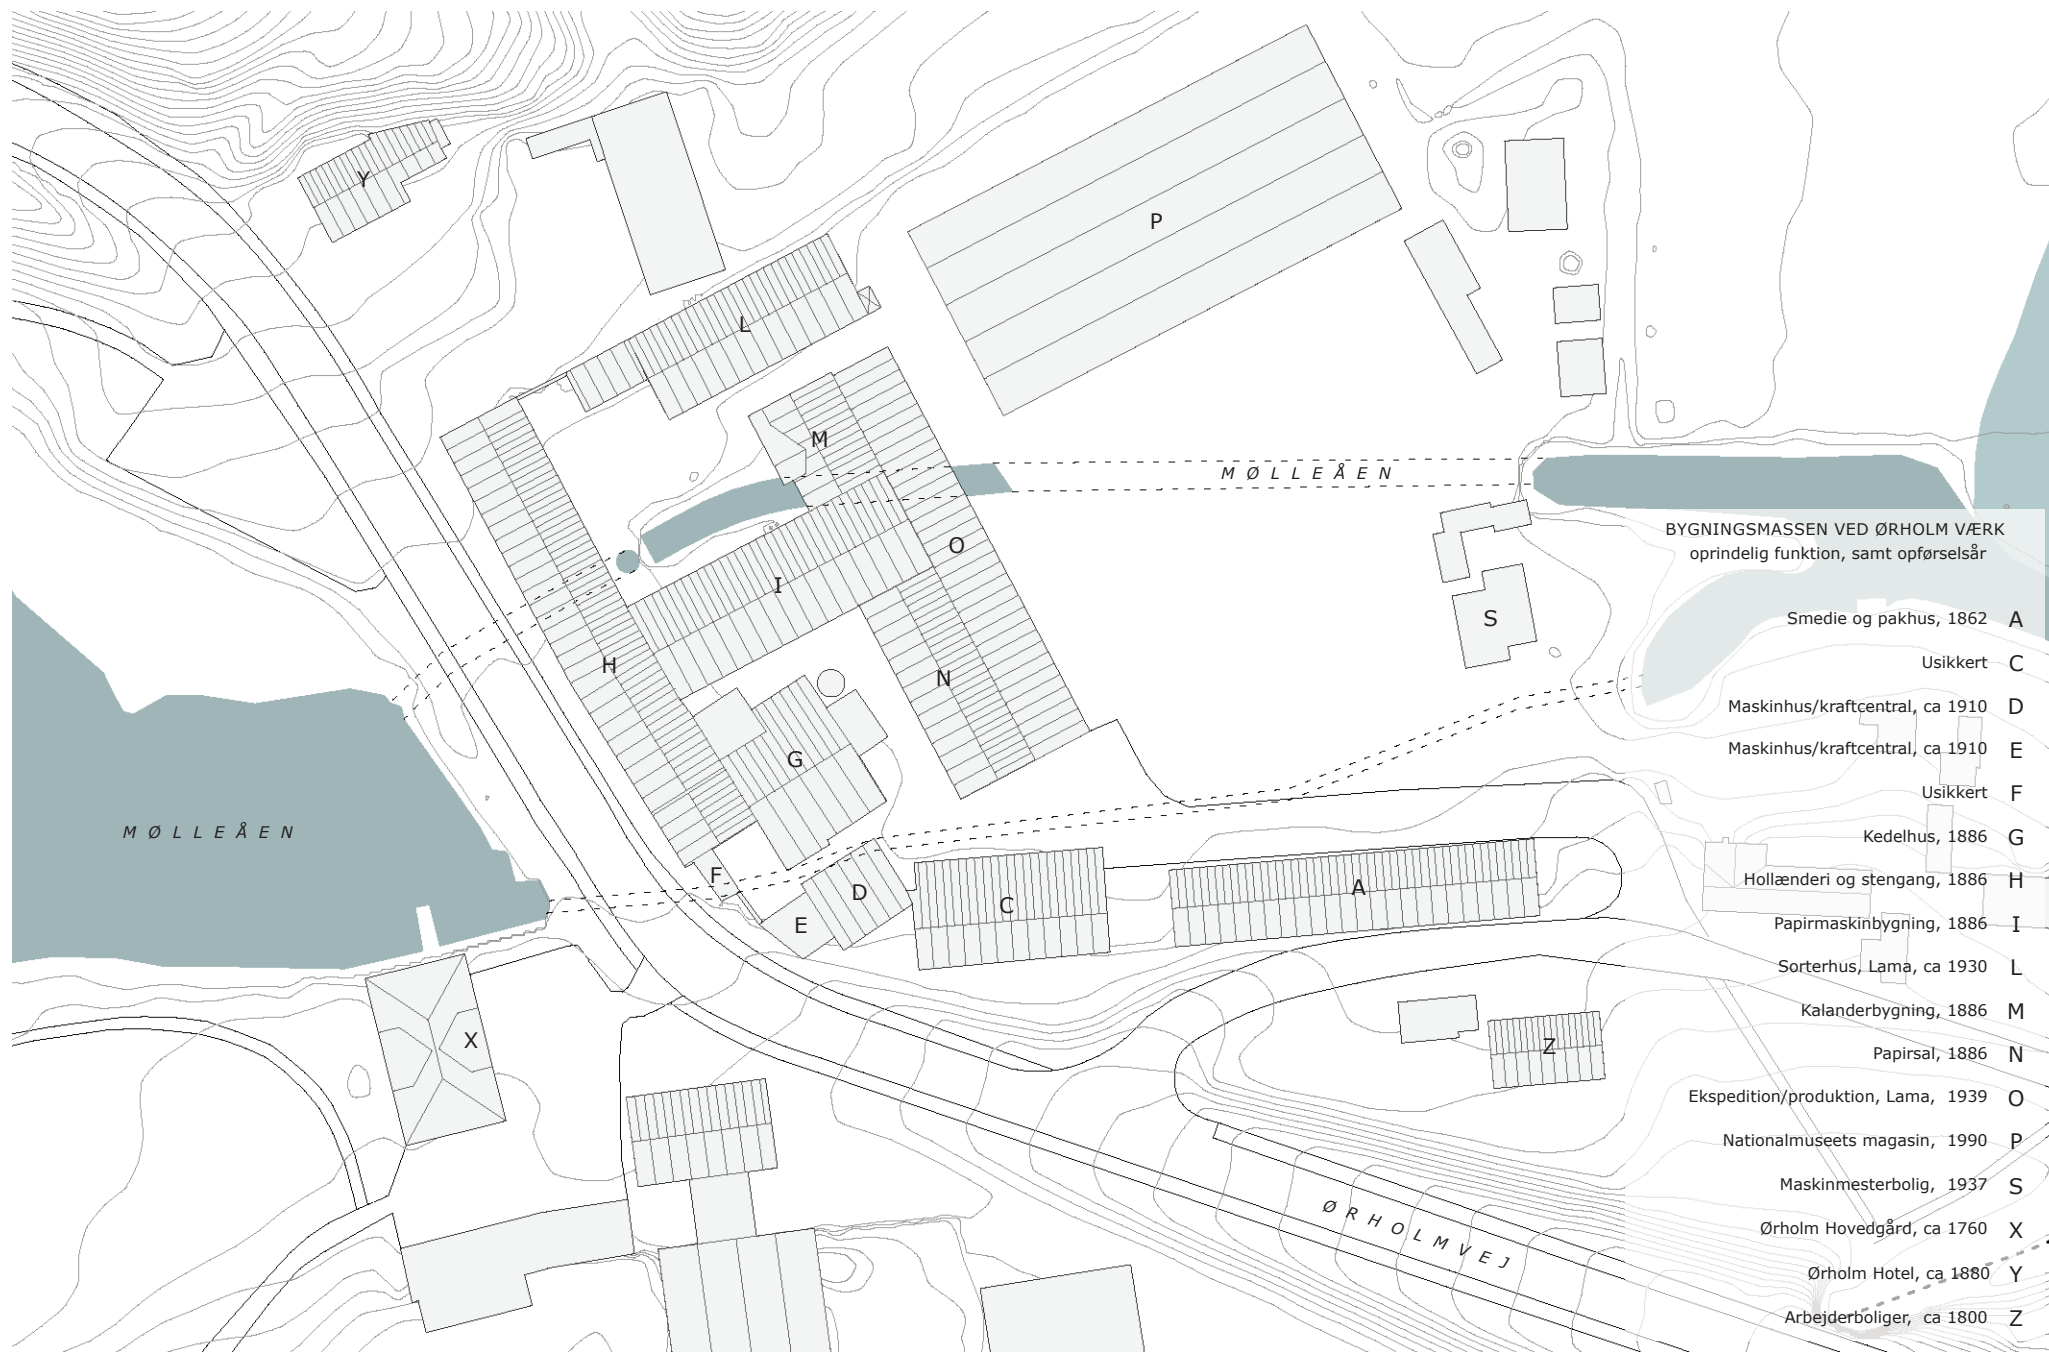 Y
P
L
M
MØLLEÅEN
O
I
S
H
N
G
MØLLEÅEN
F
D
E
C
A
X
Z
ØRHOLMVEJ
BYGNINGSMASSEN VED ØRHOLM VÆRK
oprindelig funktion, samt opførselsår
Smedie og pakhus, 1862 A
Usikkert C
Maskinhus/kraftcentral, ca 1910 D
Maskinhus/kraftcentral, ca 1910 E
Usikkert F
Kedelhus, 1886 G
Hollænderi og stengang, 1886 H
Papirmaskinbygning, 1886 I
Sorterhus, Lama, ca 1930 L
Kalanderbygning, 1886 M
Papirsal, 1886 N
Ekspedition/produktion, Lama, 1939 O
Nationalmuseets magasin, 1990 P
Maskinmesterbolig, 1937 S
Ørholm Hovedgård, ca 1760 X
Ørholm Hotel, ca 1880 Y
Arbejderboliger, ca 1800 Z